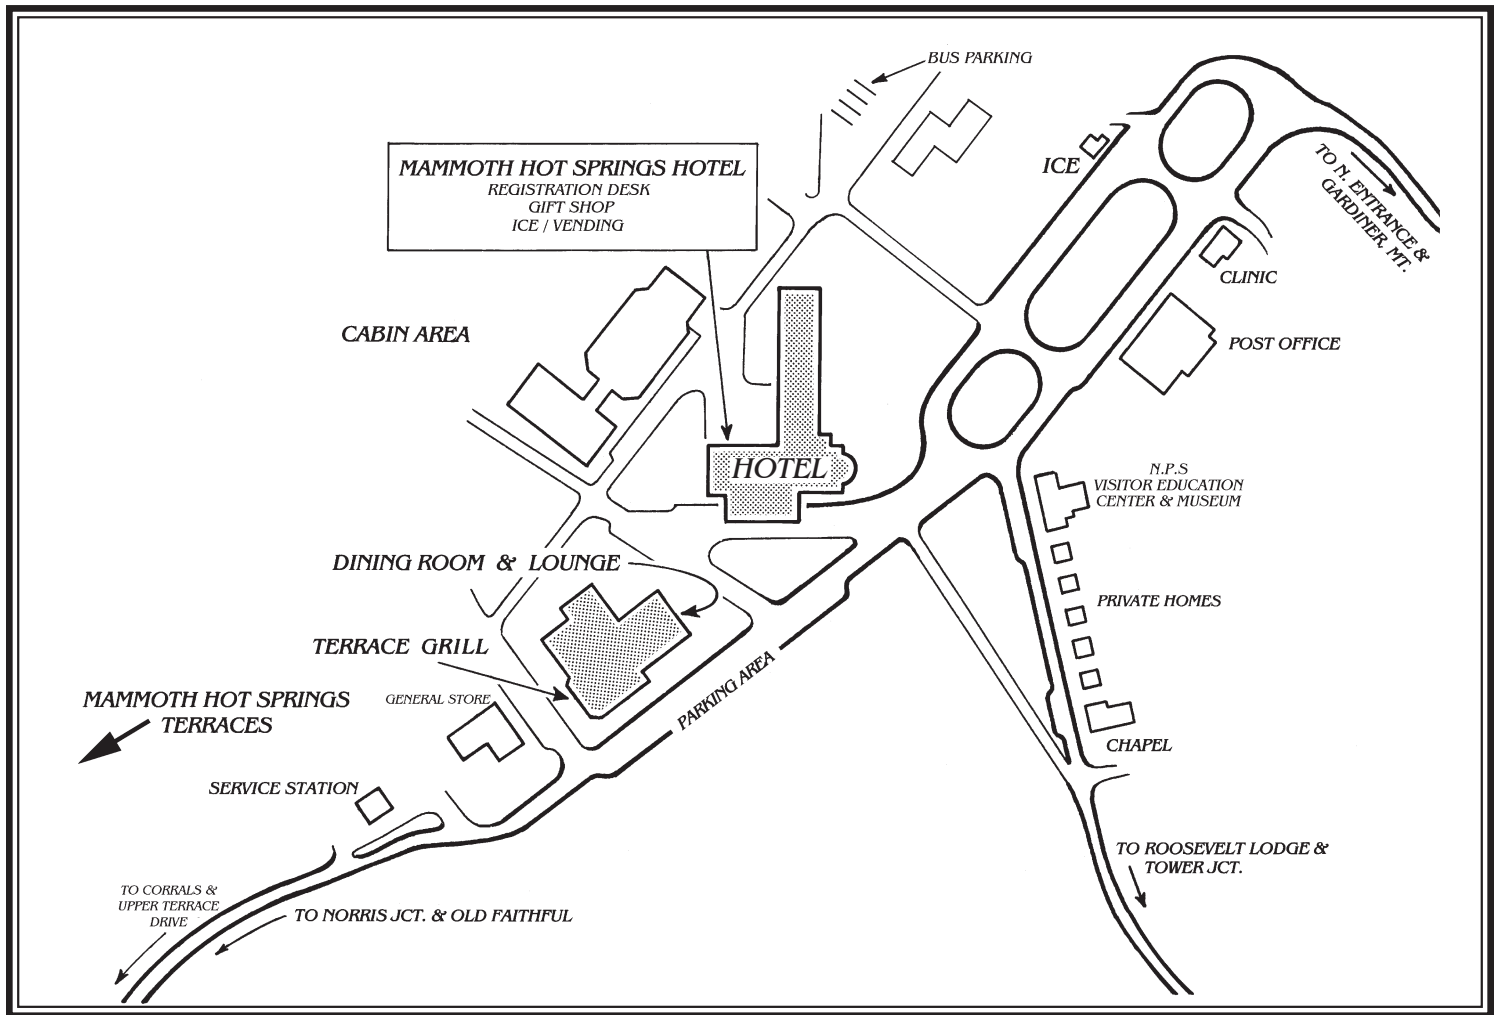 BUS PARKING
MAMMOTH HOT SPRINGS HOTEL
REGISTRATION DESK
GIFT SHOP
ICE / VENDING
ICE
TO N. ENTRANCE &
GARDINER, MT.
CLINIC
CABIN AREA
POST OFFICE
HOTEL
N.P.S
VISITOR EDUCATION
CENTER & MUSEUM
DINING ROOM & LOUNGE
PRIVATE HOMES
TERRACE GRILL
PARKING AREA
GENERAL STORE
MAMMOTH HOT SPRINGS
TERRACES
CHAPEL
SERVICE STATION
TO ROOSEVELT LODGE &
TOWER JCT.
TO CORRALS &
UPPER TERRACE
DRIVE
TO NORRIS JCT. & OLD FAITHFUL